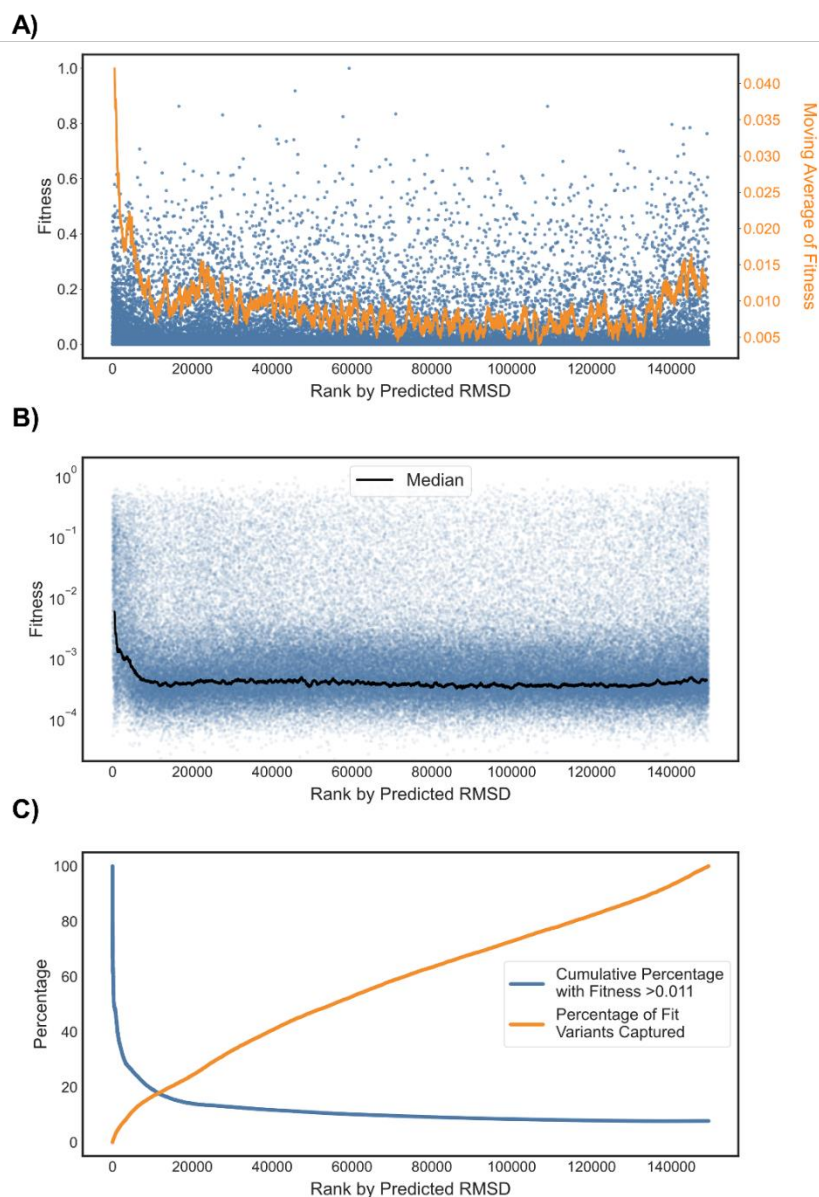 A)
1.0
0.8
0.6
0.4
0.2
0.0
Fitness
0.040
0.035
0.030
0.025
0.020
0.015
0.010
0.005
Moving Average of Fitness
0 20000 40000 60000 80000 100000 120000 140000
Rank by Predicted RMSD
B)
10⁰
10⁻¹
10⁻²
10⁻³
10⁻⁴
Fitness
Median
0 20000 40000 60000 80000 100000 120000 140000
Rank by Predicted RMSD
C)
100
80
60
40
20
0
Percentage
Cumulative Percentage
with Fitness >0.011
Percentage of Fit
Variants Captured
0 20000 40000 60000 80000 100000 120000 140000
Rank by Predicted RMSD